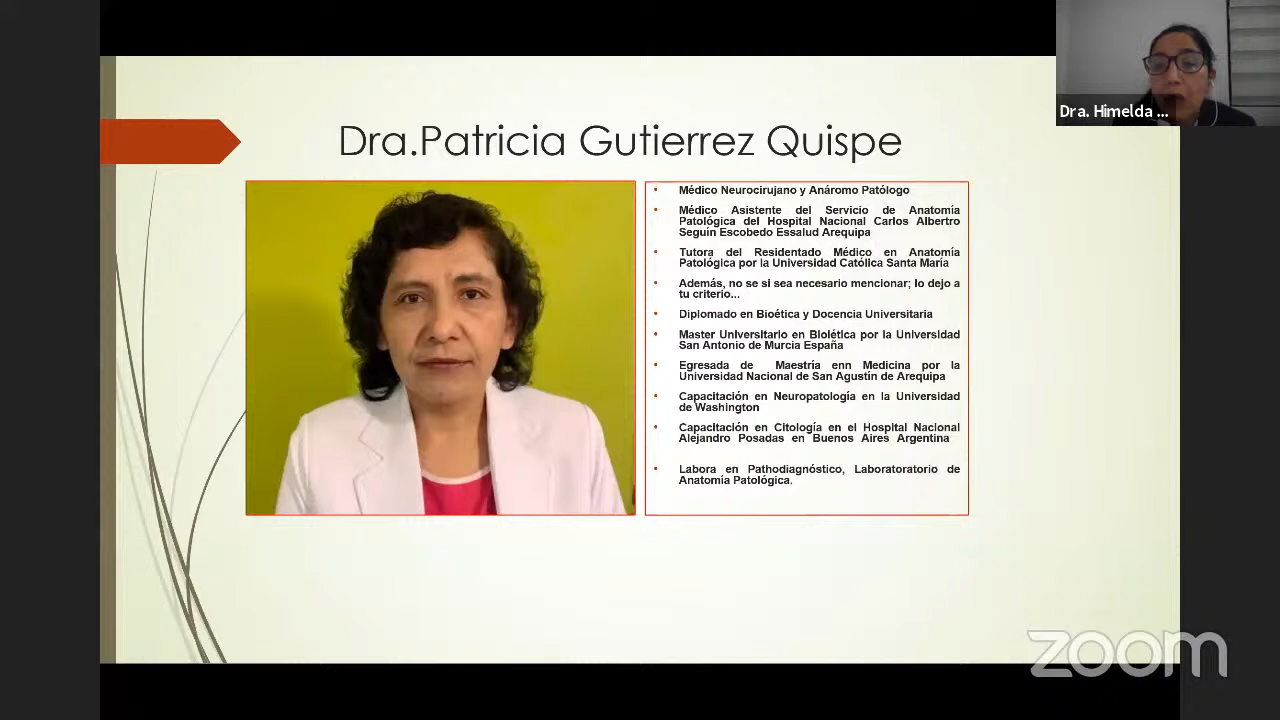 Dra. Himelda ...
Dra.Patricia Gutierrez Quispe
• Médico Neurocirujano y Anáromo Patólogo
• Médico Asistente del Servicio de Anatomía
Patológica del Hospital Nacional Carlos Albertro
Seguín Escobedo Essalud Arequipa
• Tutora del Residentado Médico en Anatomía
Patológica por la Universidad Católica Santa María
• Además, no se si sea necesario mencionar; lo dejo a
tu criterio...
• Diplomado en Bioética y Docencia Universitaria
• Master Universitario en Biolética por la Universidad
San Antonio de Murcia España
• Egresada de Maestría enn Medicina por la
Universidad Nacional de San Agustín de Arequipa
• Capacitación en Neuropatología en la Universidad
de Washington
• Capacitación en Citología en el Hospital Nacional
Alejandro Posadas en Buenos Aires Argentina
• Labora en Pathodiagnóstico, Laboratoratorio de
Anatomía Patológica.
zoom